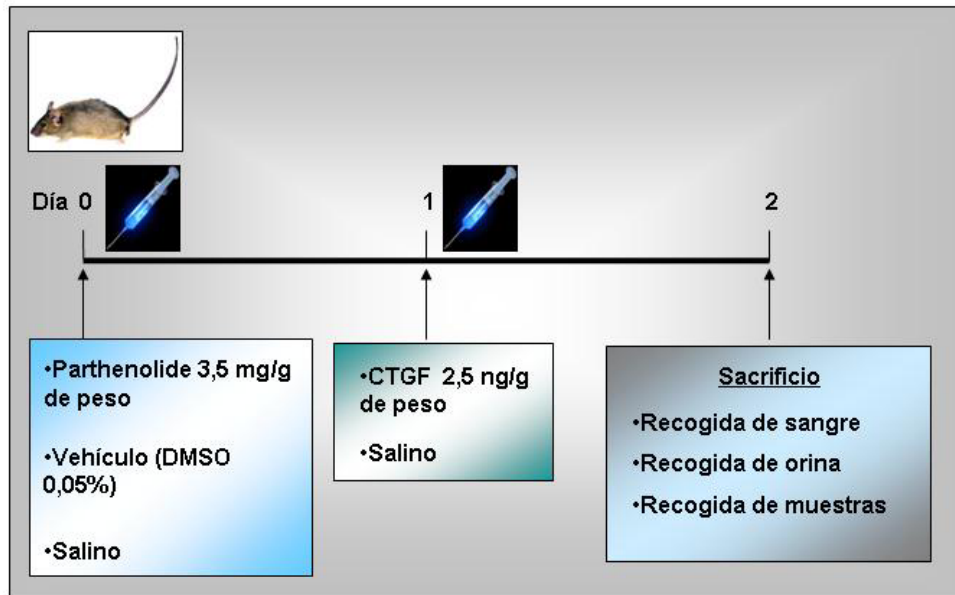 Día 0
1
2
•Parthenolide 3,5 mg/g
de peso
•Vehículo (DMSO
0,05%)
•Salino
•CTGF 2,5 ng/g
de peso
•Salino
Sacrificio
•Recogida de sangre
•Recogida de orina
•Recogida de muestras